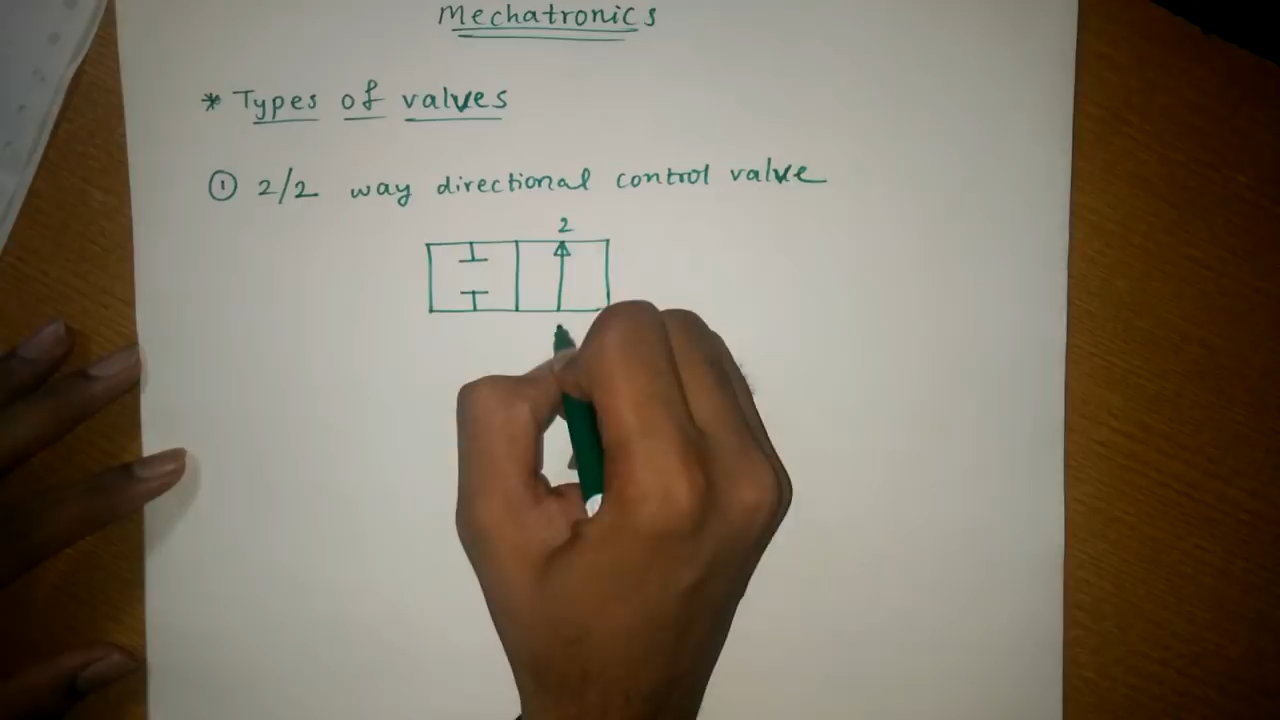 Mechatronics
* Types of valves
① 2/2 way directional control valve
2